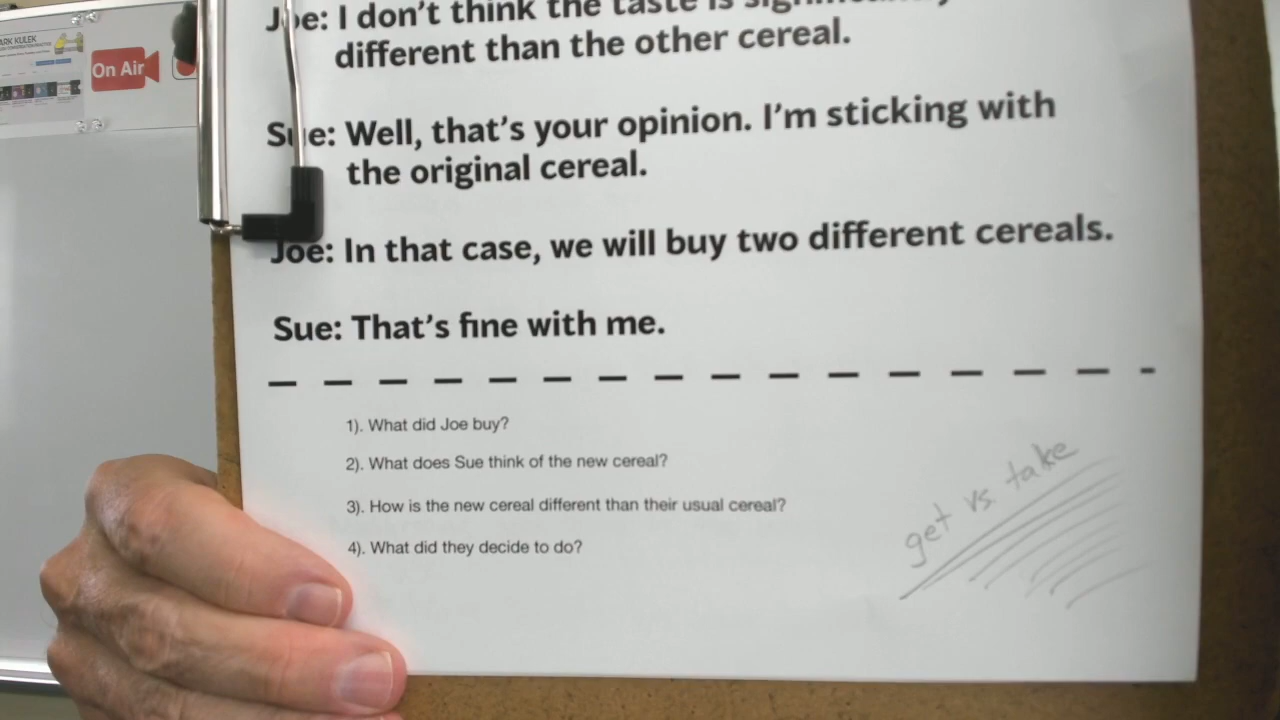 ARK KULEK
On Air
Joe: I don't think the taste is
different than the other cereal.
Sue: Well, that's your opinion. I'm sticking with
the original cereal.
Joe: In that case, we will buy two different cereals.
Sue: That's fine with me.
1). What did Joe buy?
2). What does Sue think of the new cereal?
3). How is the new cereal different than their usual cereal?
4). What did they decide to do?
get vs. take